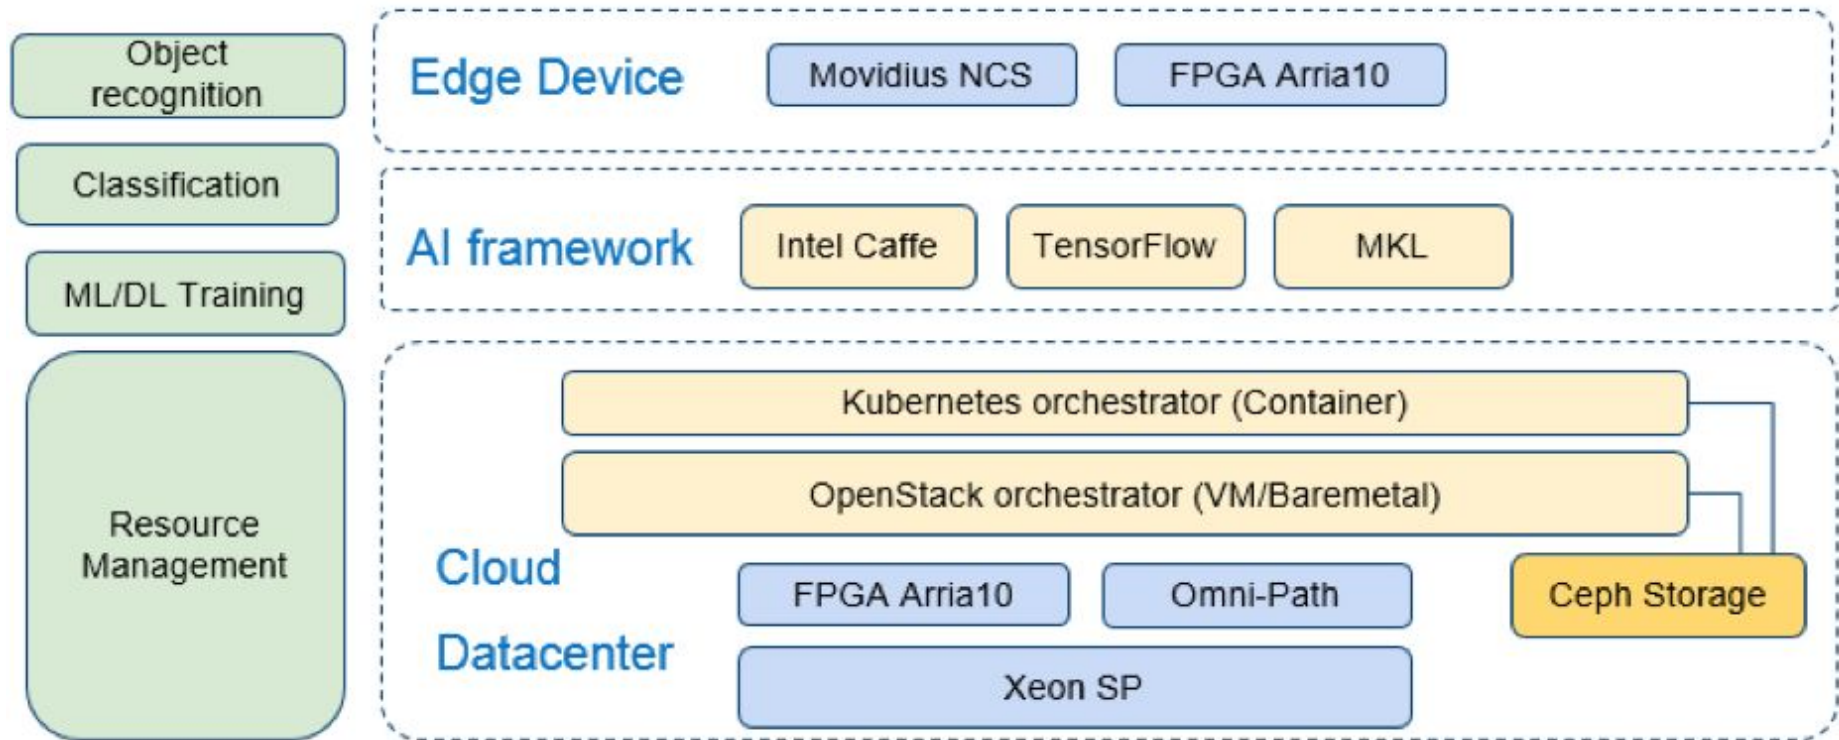 Object
recognition
Classification
ML/DL Training
Resource
Management
Edge Device
Movidius NCS
FPGA Arria10
AI framework
Intel Caffe
TensorFlow
MKL
Kubernetes orchestrator (Container)
OpenStack orchestrator (VM/Baremetal)
Cloud
Datacenter
FPGA Arria10
Omni-Path
Ceph Storage
Xeon SP